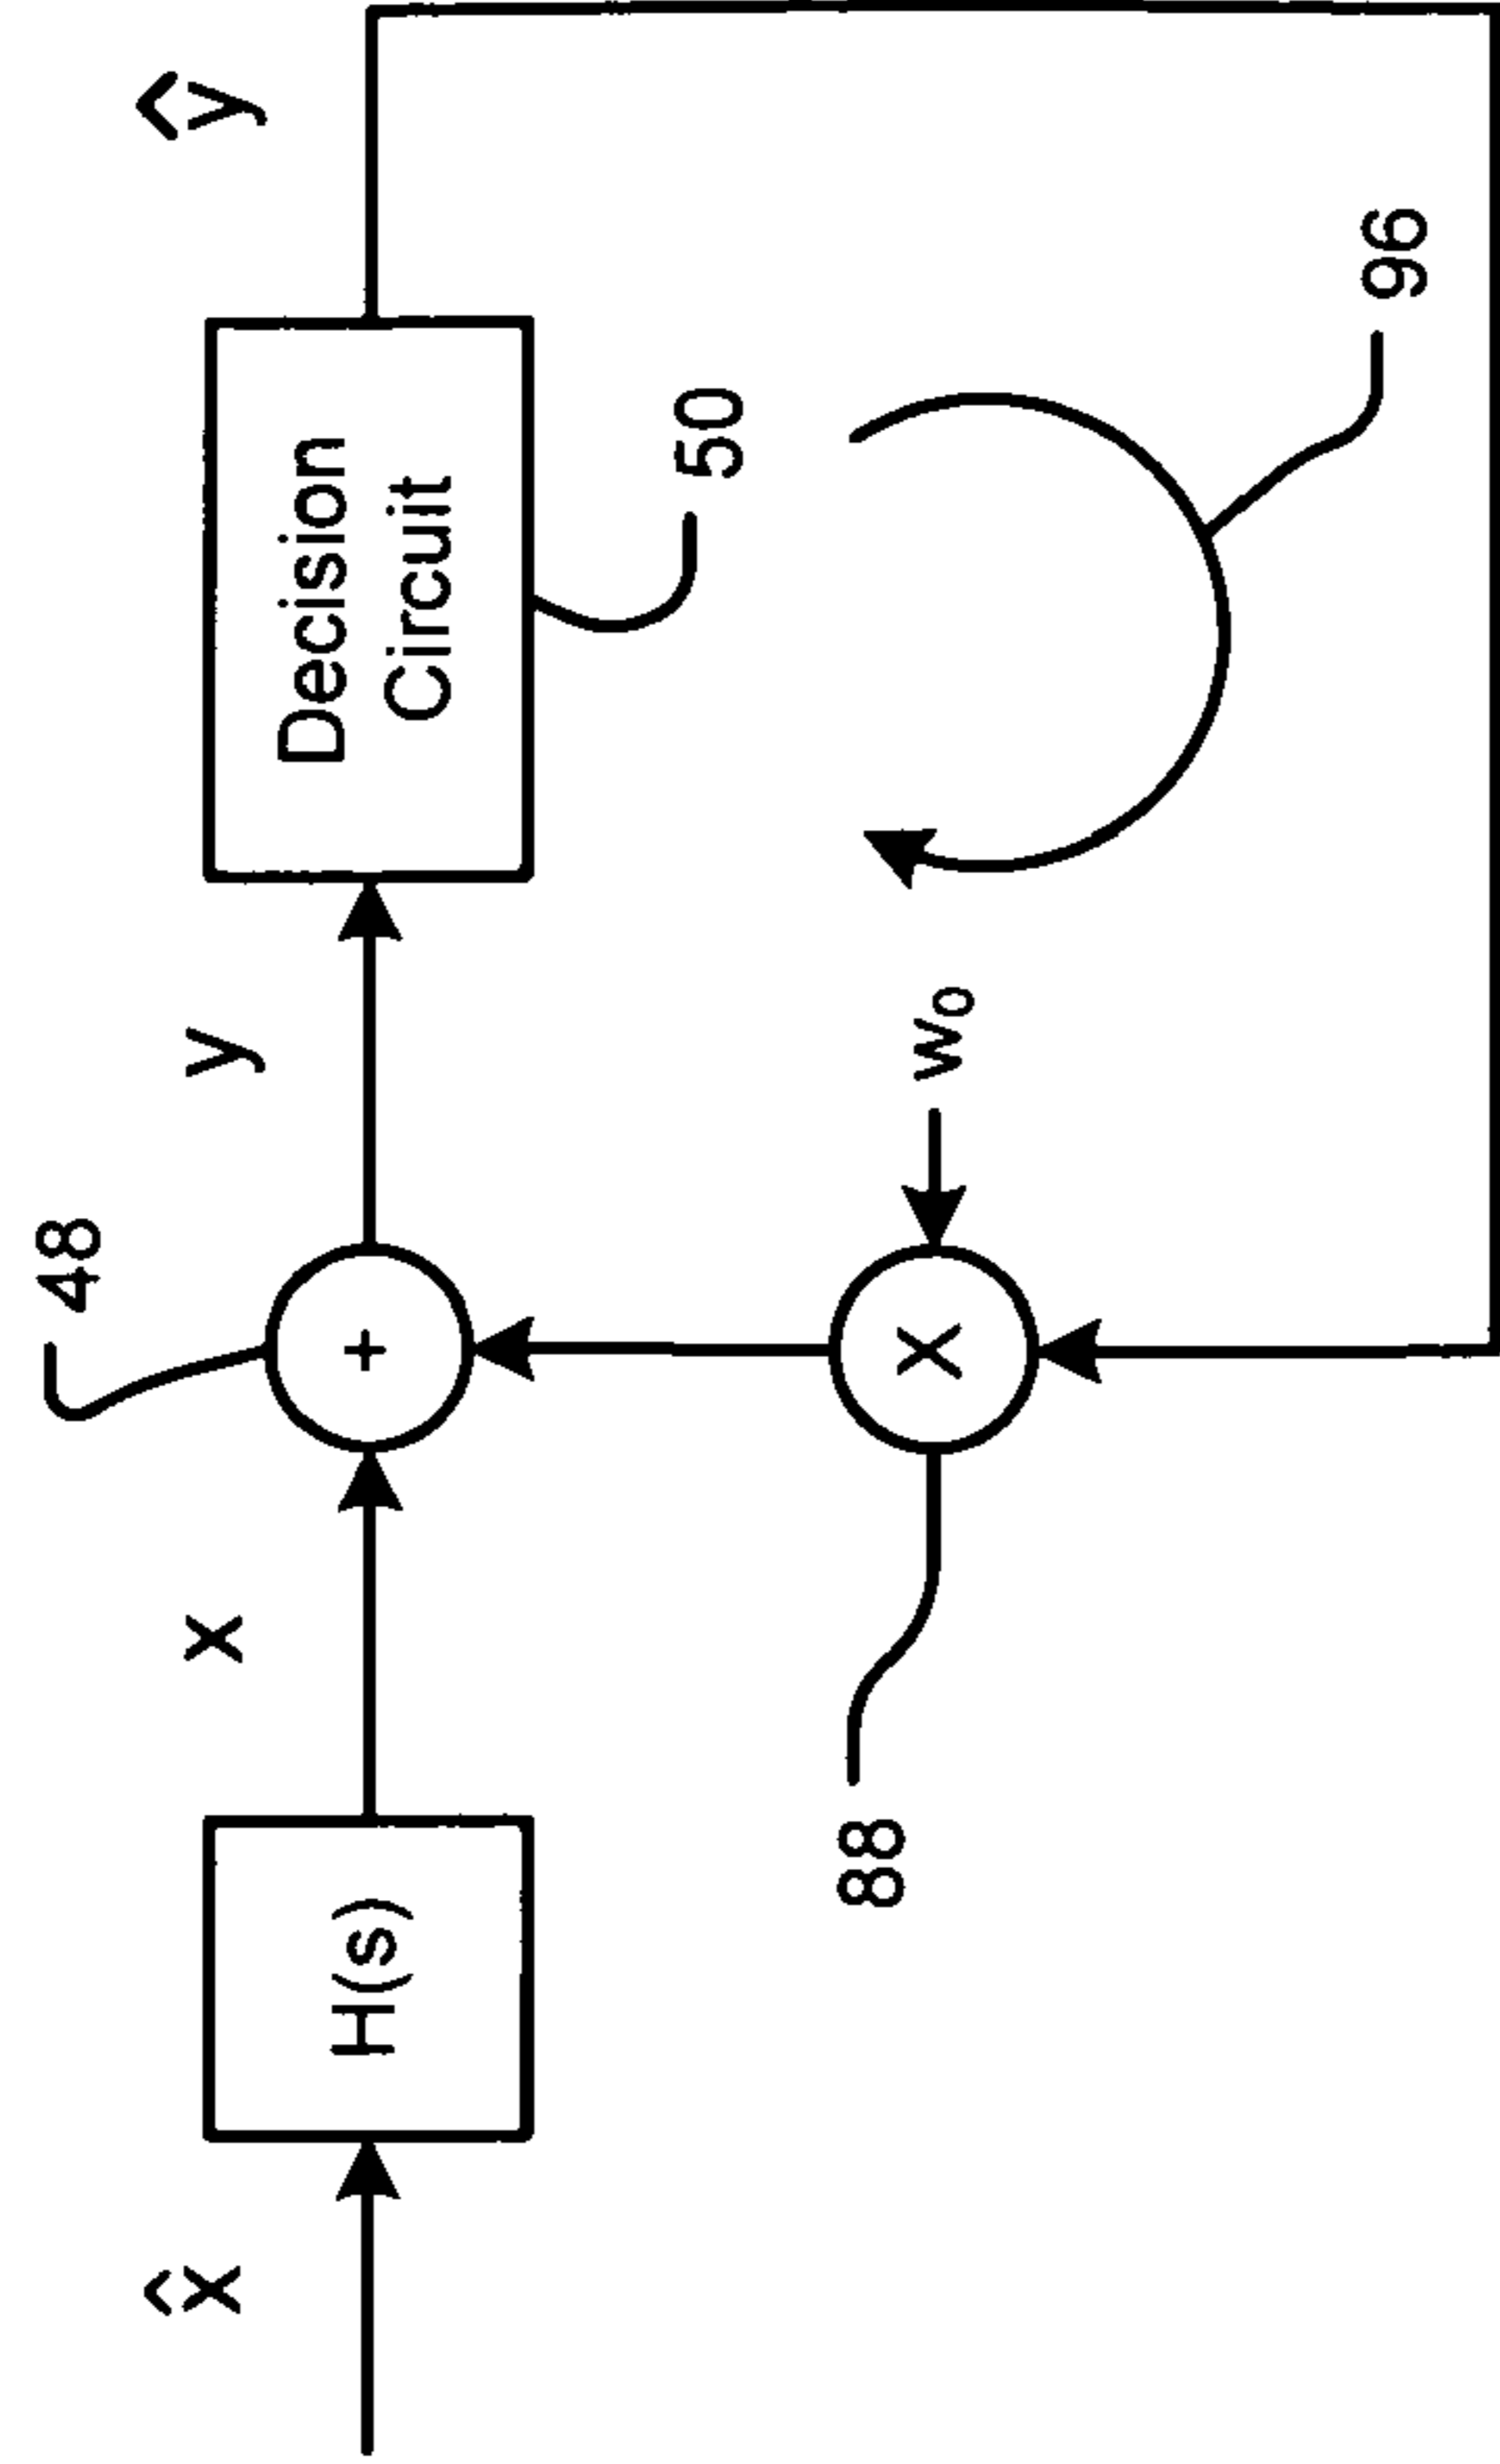 x̂
H(s)
x
48
+
y
Decision
Circuit
ŷ
50
88
X
w₀
96